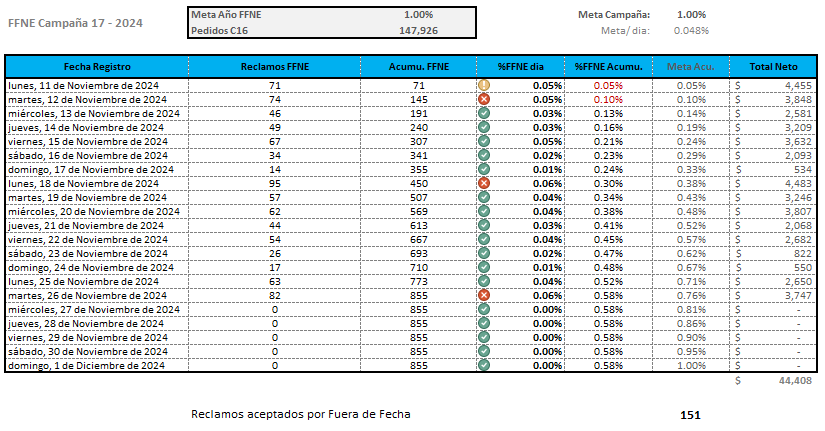 FFNE Campaña 17 - 2024
Meta Año FFNE 1.00%
Pedidos C16 147,926
Meta Campaña: 1.00%
Meta/ dia: 0.048%
Fecha Registro Reclamos FFNE Acumu. FFNE %FFNE dia %FFNE Acumu. Meta Acu. Total Neto
lunes, 11 de Noviembre de 2024 71 71 0.05% 0.05% 0.05% $ 4,455
martes, 12 de Noviembre de 2024 74 145 0.05% 0.10% 0.10% $ 3,848
miércoles, 13 de Noviembre de 2024 46 191 0.03% 0.13% 0.14% $ 2,581
jueves, 14 de Noviembre de 2024 49 240 0.03% 0.16% 0.19% $ 3,209
viernes, 15 de Noviembre de 2024 67 307 0.05% 0.21% 0.24% $ 3,632
sábado, 16 de Noviembre de 2024 34 341 0.02% 0.23% 0.29% $ 2,093
domingo, 17 de Noviembre de 2024 14 355 0.01% 0.24% 0.33% $ 534
lunes, 18 de Noviembre de 2024 95 450 0.06% 0.30% 0.38% $ 4,483
martes, 19 de Noviembre de 2024 57 507 0.04% 0.34% 0.43% $ 3,246
miércoles, 20 de Noviembre de 2024 62 569 0.04% 0.38% 0.48% $ 3,807
jueves, 21 de Noviembre de 2024 44 613 0.03% 0.41% 0.52% $ 2,068
viernes, 22 de Noviembre de 2024 54 667 0.04% 0.45% 0.57% $ 2,682
sábado, 23 de Noviembre de 2024 26 693 0.02% 0.47% 0.62% $ 822
domingo, 24 de Noviembre de 2024 17 710 0.01% 0.48% 0.67% $ 550
lunes, 25 de Noviembre de 2024 63 773 0.04% 0.52% 0.71% $ 2,650
martes, 26 de Noviembre de 2024 82 855 0.06% 0.58% 0.76% $ 3,747
miércoles, 27 de Noviembre de 2024 0 855 0.00% 0.58% 0.81% $ -
jueves, 28 de Noviembre de 2024 0 855 0.00% 0.58% 0.86% $ -
viernes, 29 de Noviembre de 2024 0 855 0.00% 0.58% 0.90% $ -
sábado, 30 de Noviembre de 2024 0 855 0.00% 0.58% 0.95% $ -
domingo, 1 de Diciembre de 2024 0 855 0.00% 0.58% 1.00% $ -
$ 44,408
Reclamos aceptados por Fuera de Fecha 151